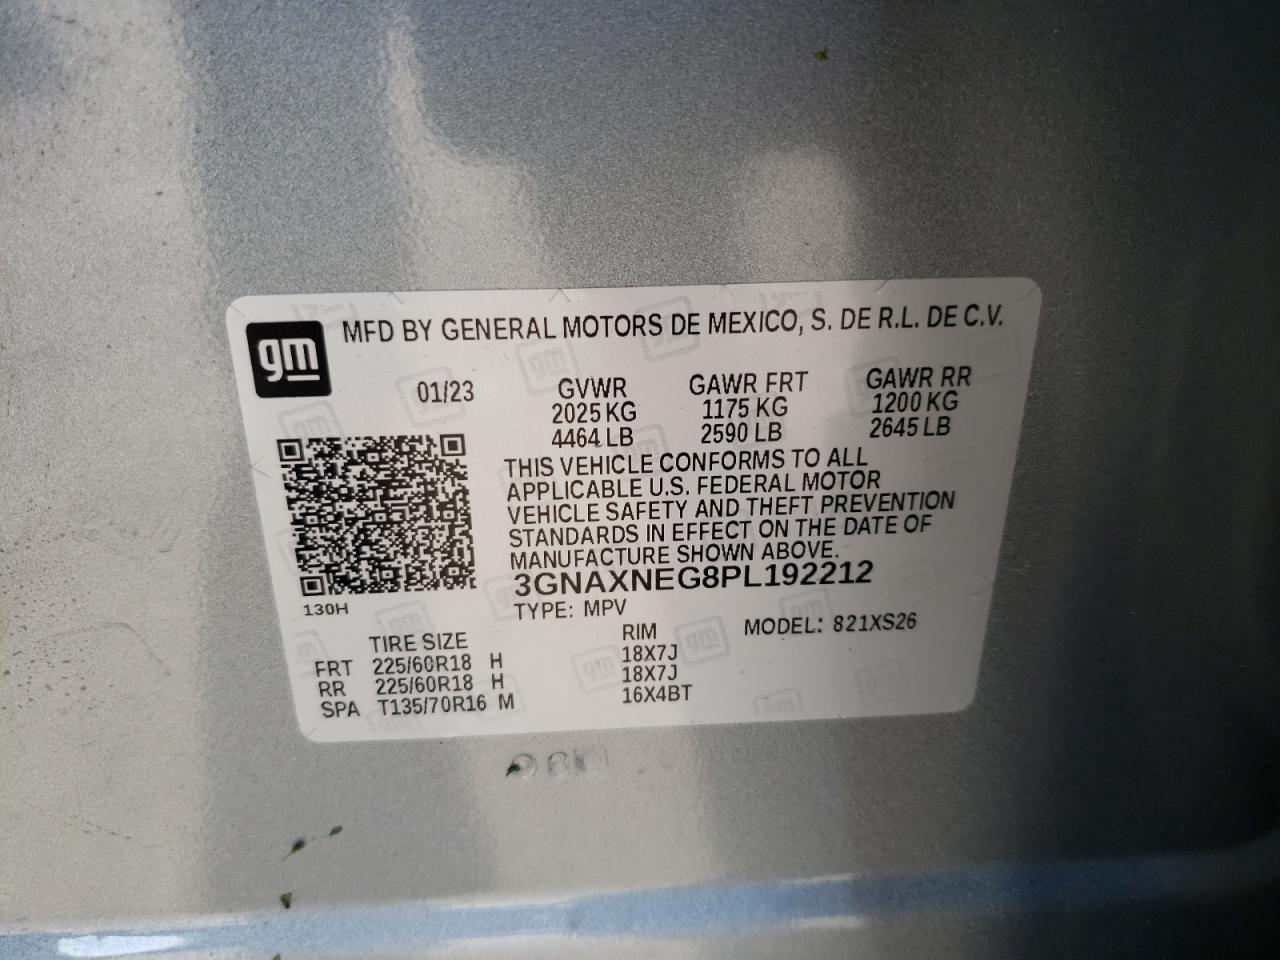 gm
MFD BY GENERAL MOTORS DE MEXICO, S. DE R.L. DE C.V.
01/23 GVWR GAWR FRT GAWR RR
2025 KG 1175 KG 1200 KG
4464 LB 2590 LB 2645 LB
THIS VEHICLE CONFORMS TO ALL
APPLICABLE U.S. FEDERAL MOTOR
VEHICLE SAFETY AND THEFT PREVENTION
STANDARDS IN EFFECT ON THE DATE OF
MANUFACTURE SHOWN ABOVE.
3GNAXNEG8PL192212
130H
TYPE: MPV MODEL: 821XS26
TIRE SIZE RIM
FRT 225/60R18 H 18X7J
RR 225/60R18 H 18X7J
SPA T135/70R16 M 16X4BT